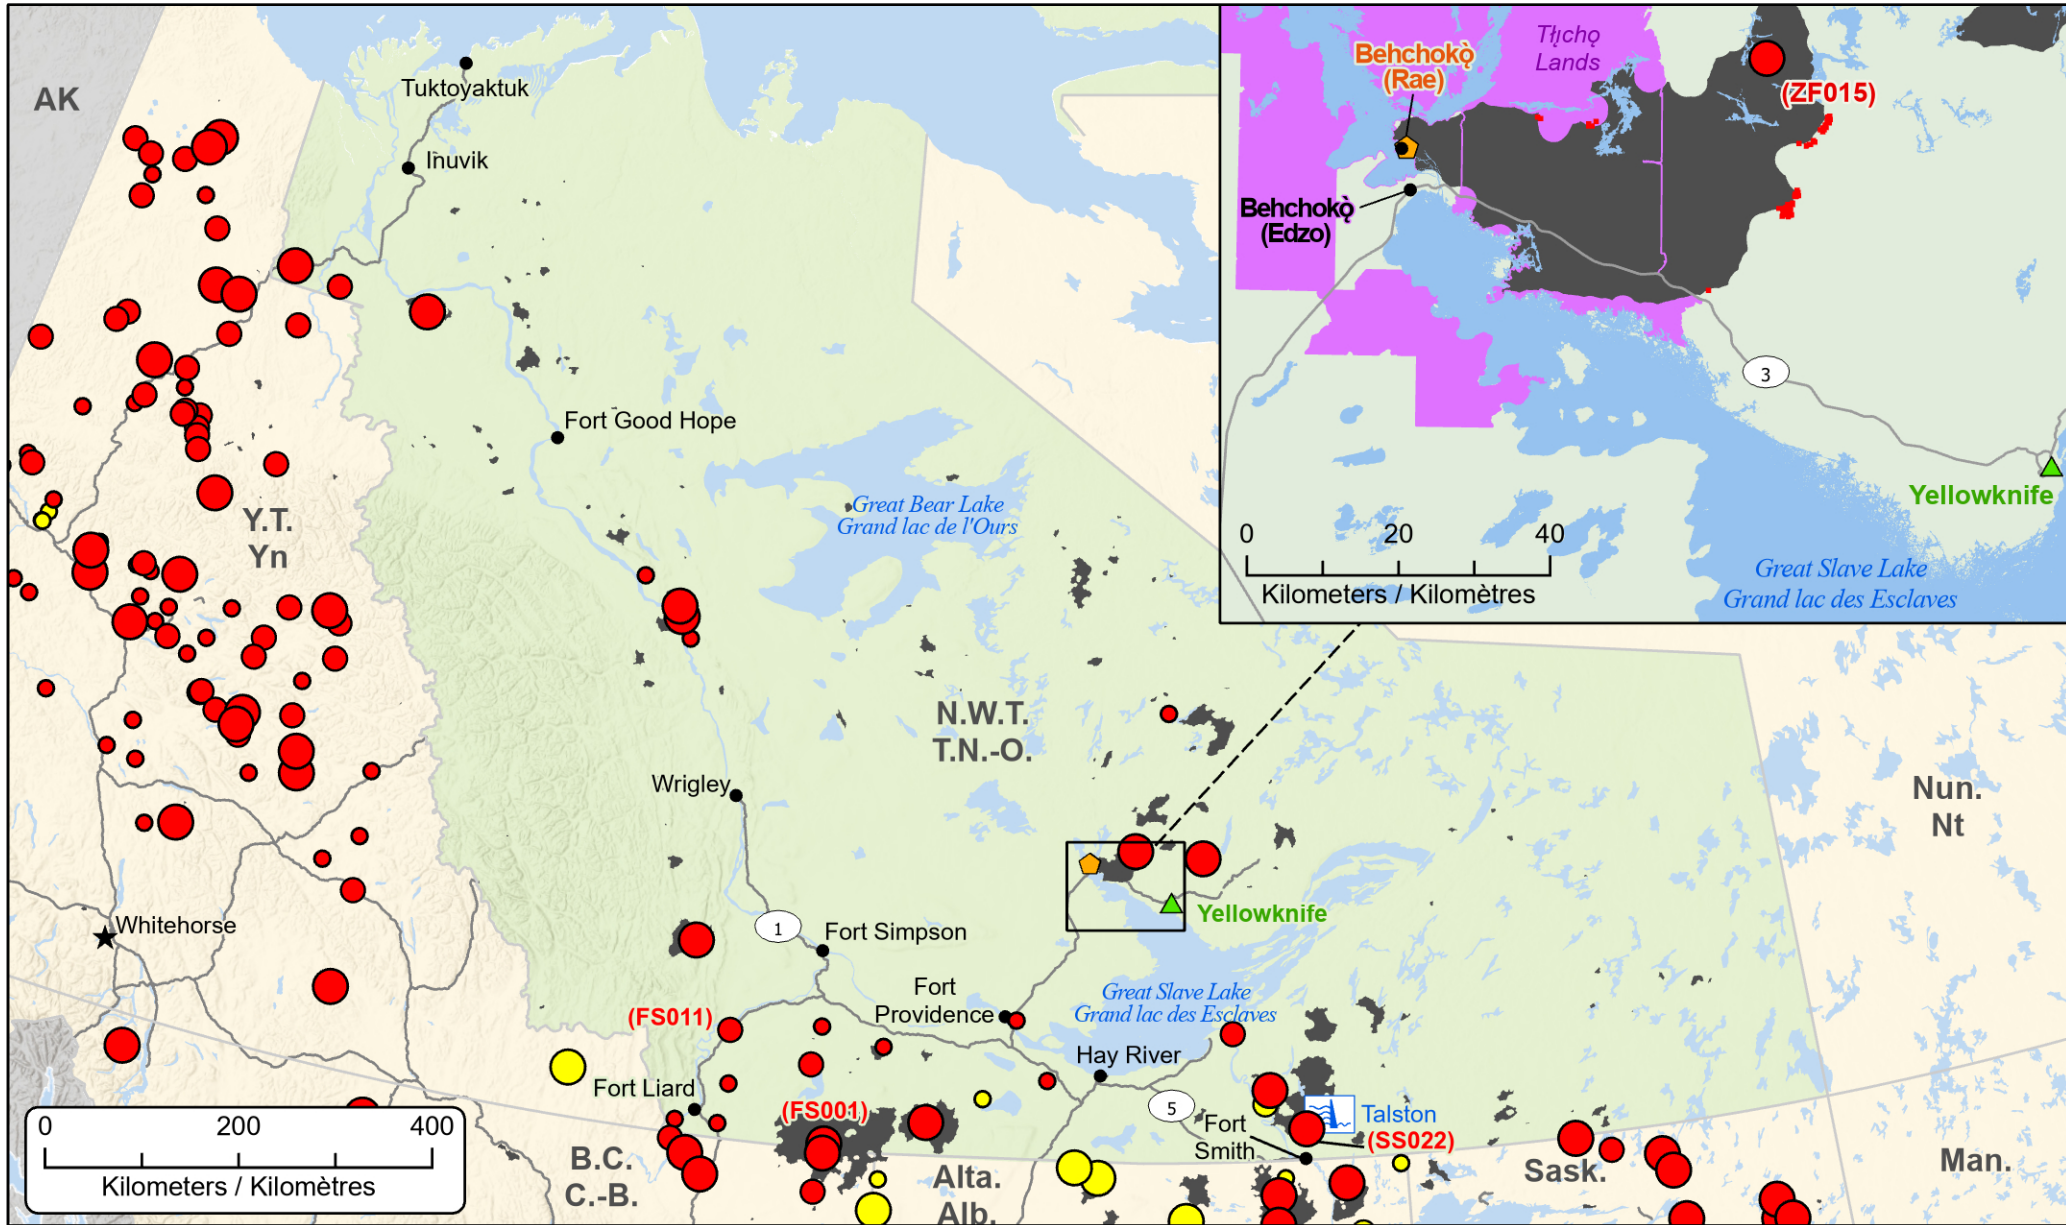 AK
Tuktoyaktuk
Inuvik
Fort Good Hope
Great Bear Lake
Grand lac de l'Ours
Y.T.
Yn
N.W.T.
T.N.-O.
Wrigley
Whitehorse
1
Fort Simpson
Fort
Providence
Yellowknife
Great Slave Lake
Grand lac des Esclaves
(FS011)
Hay River
Fort Liard
(FS001)
5
Fort
Smith
Talston
(SS022)
Nun.
Nt
B.C.
C.-B.
Alta.
Alb.
Sask.
Man.
0 200 400
Kilometers / Kilomètres
Behchokǫ̀
(Rae)
Tłı̨chǫ
Lands
(ZF015)
Behchokǫ̀
(Edzo)
3
Yellowknife
0 20 40
Kilometers / Kilomètres
Great Slave Lake
Grand lac des Esclaves